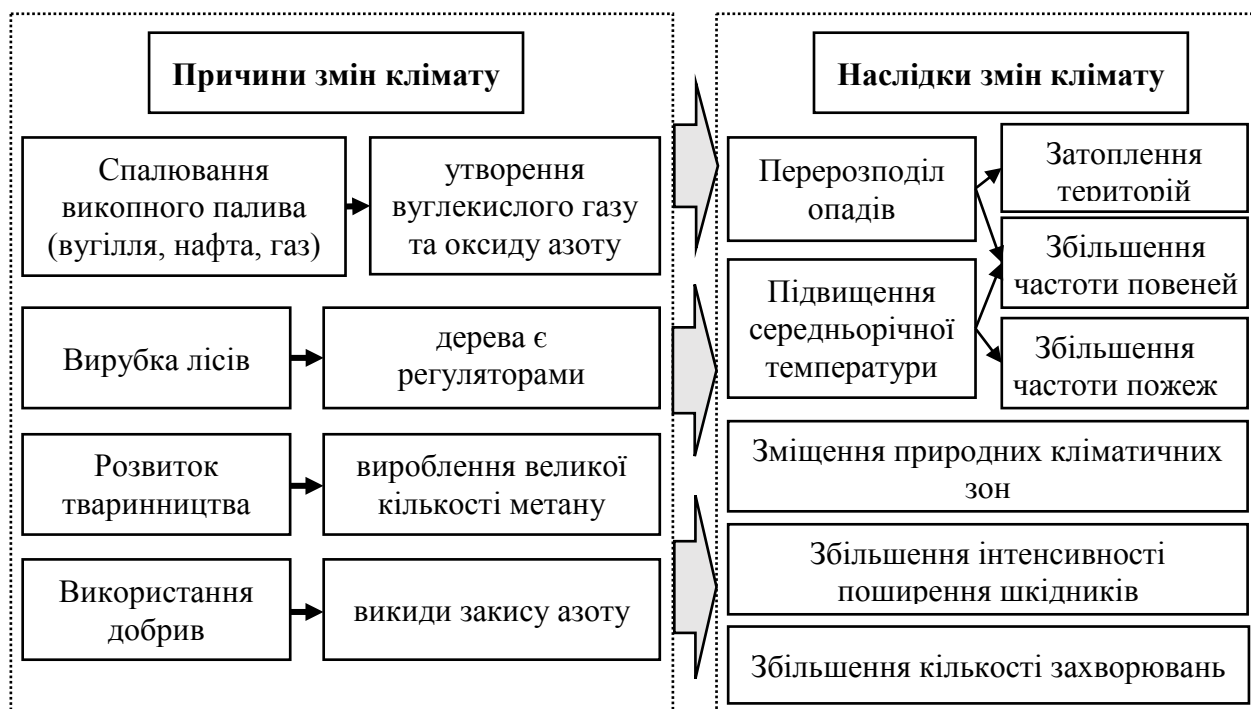 Причини змін клімату
Спалювання
викопного палива
(вугілля, нафта, газ)
утворення
вуглекислого газу
та оксиду азоту
Вирубка лісів
дерева є
регуляторами
Розвиток
тваринництва
вироблення великої
кількості метану
Використання
добрив
викиди закису азоту
Наслідки змін клімату
Перерозподіл
опадів
Затоплення
територій
Збільшення
частоти повеней
Підвищення
середньорічної
температури
Збільшення
частоти пожеж
Зміщення природних кліматичних
зон
Збільшення інтенсивності
поширення шкідників
Збільшення кількості захворювань